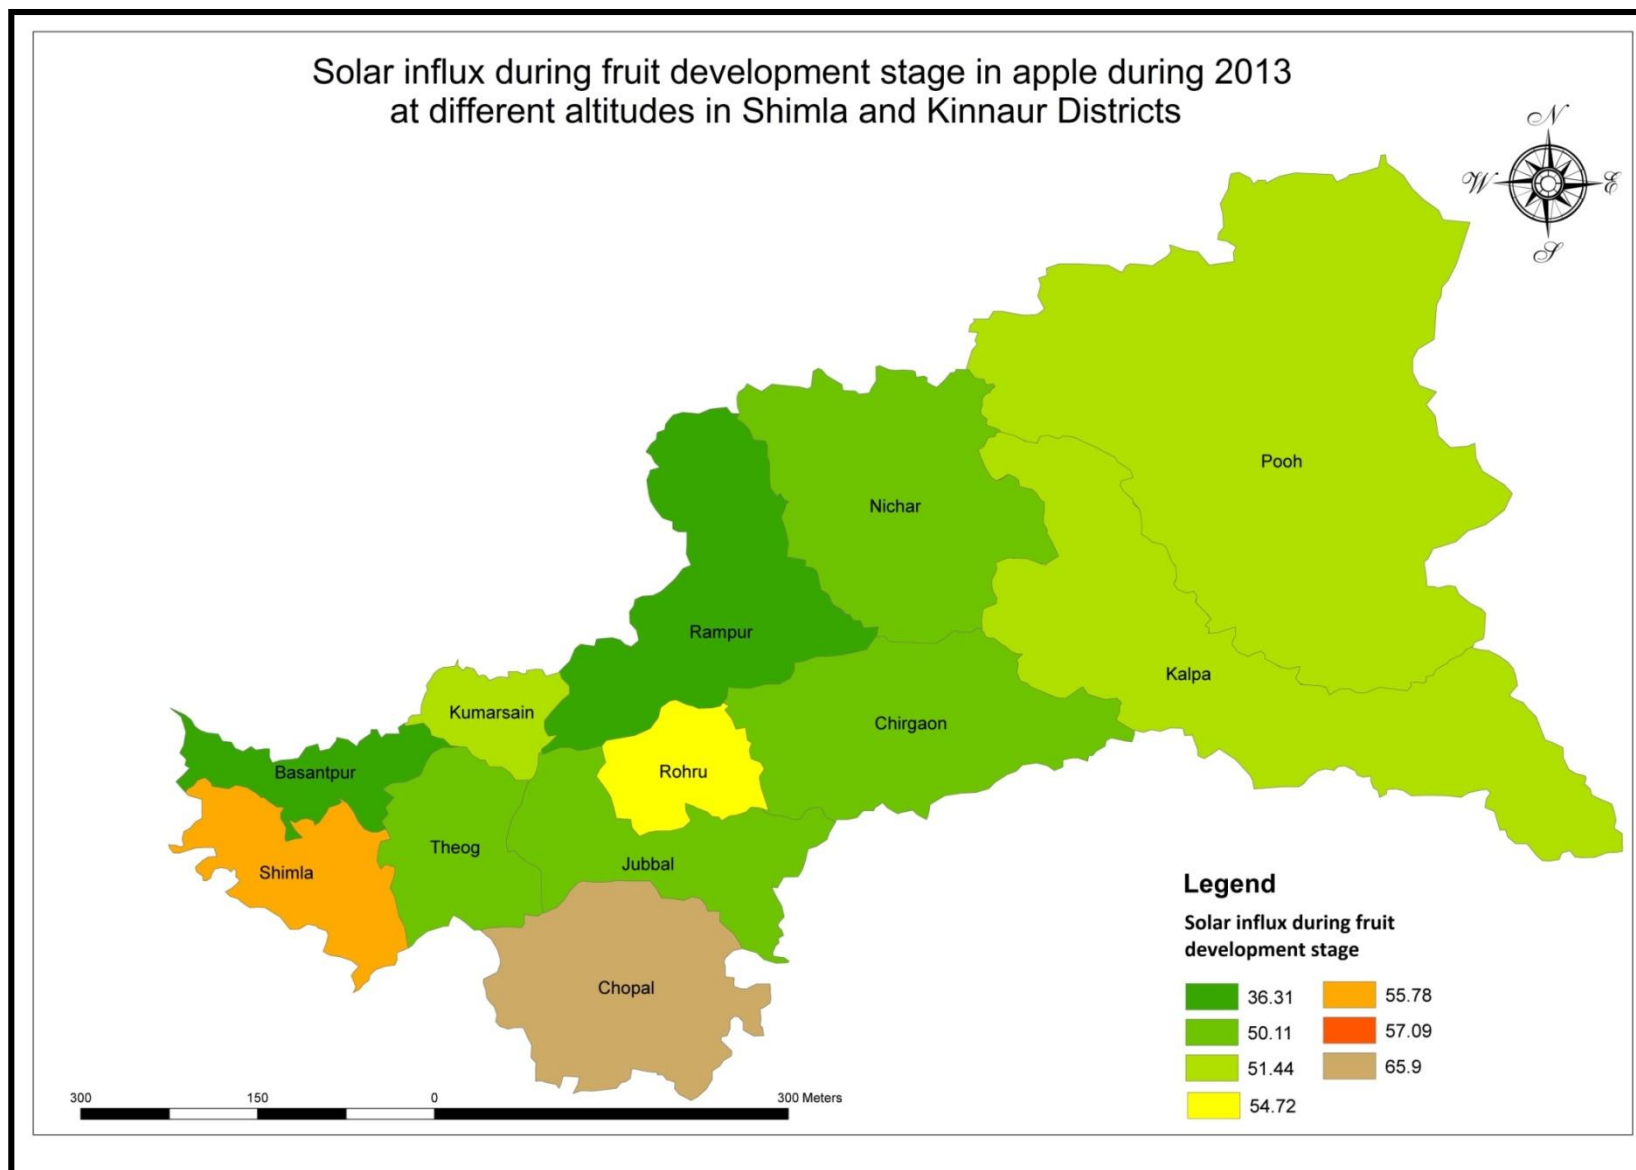 Solar influx during fruit development stage in apple during 2013
at different altitudes in Shimla and Kinnaur Districts
N
W
E
S
Pooh
Nichar
Rampur
Kalpa
Kumarsain
Chirgaon
Basantpur
Rohru
Theog
Jubbal
Shimla
Chopal
Legend
Solar influx during fruit
development stage
36.31
50.11
51.44
54.72
55.78
57.09
65.9
300 150 0 300 Meters